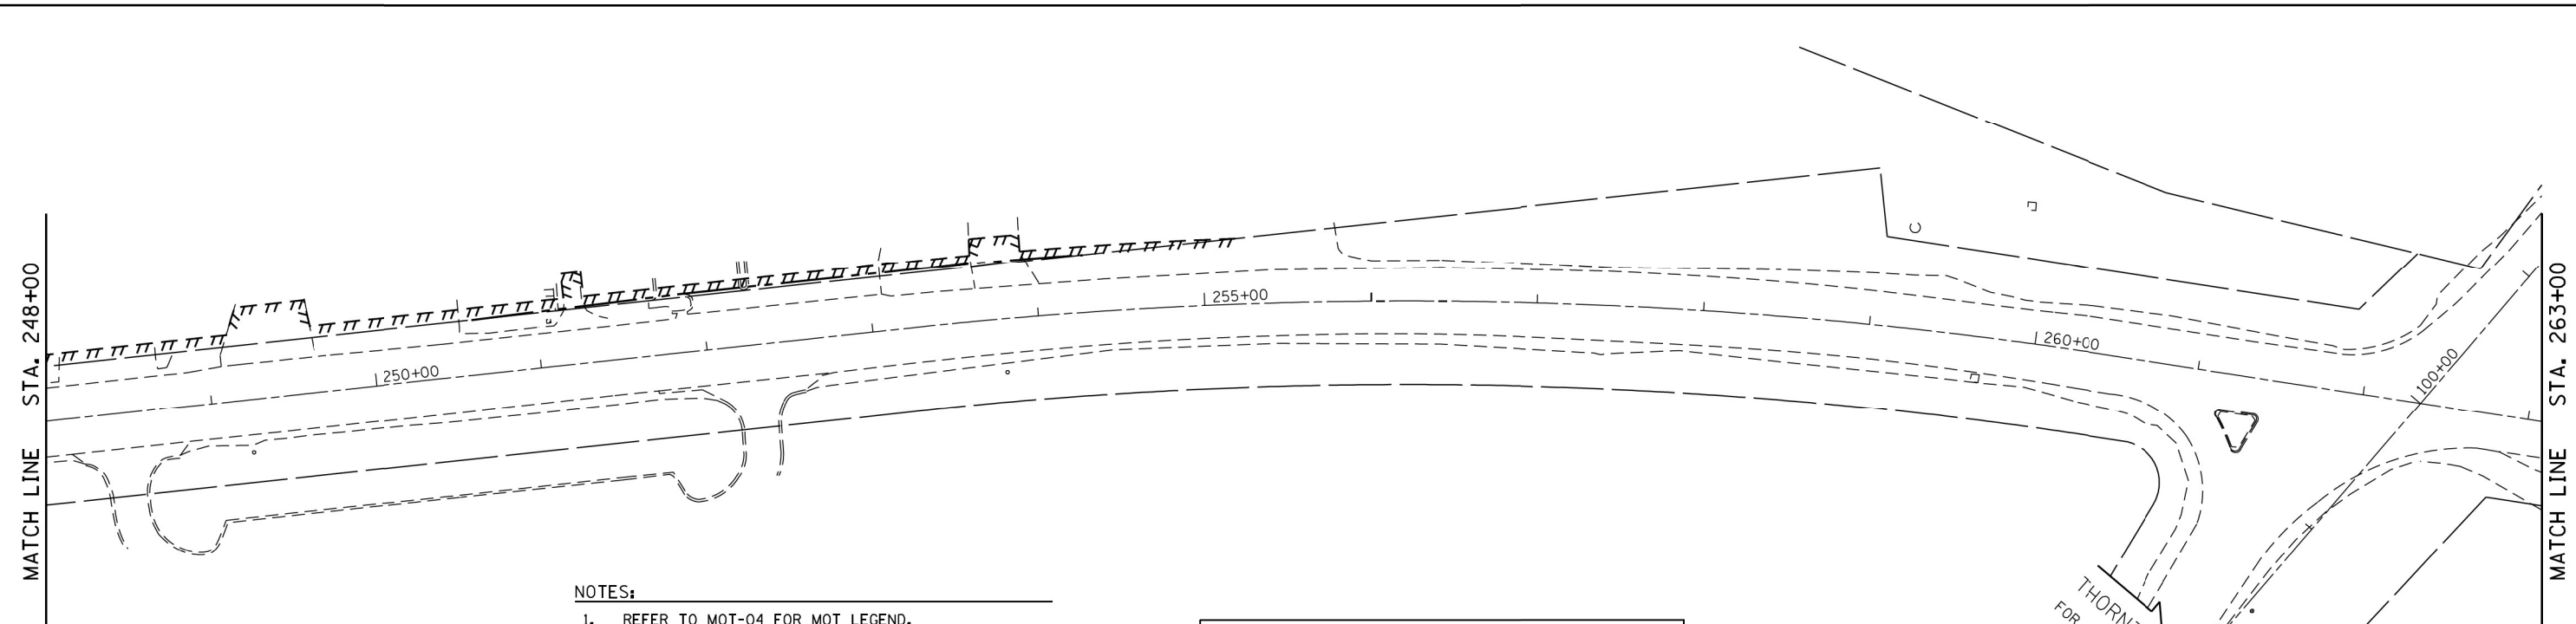 MATCH LINE STA. 248+00
250+00
255+00
260+00
100+00
MATCH LINE STA. 263+00
NOTES:
1. REFER TO MOT-04 FOR MOT LEGEND.
FOR